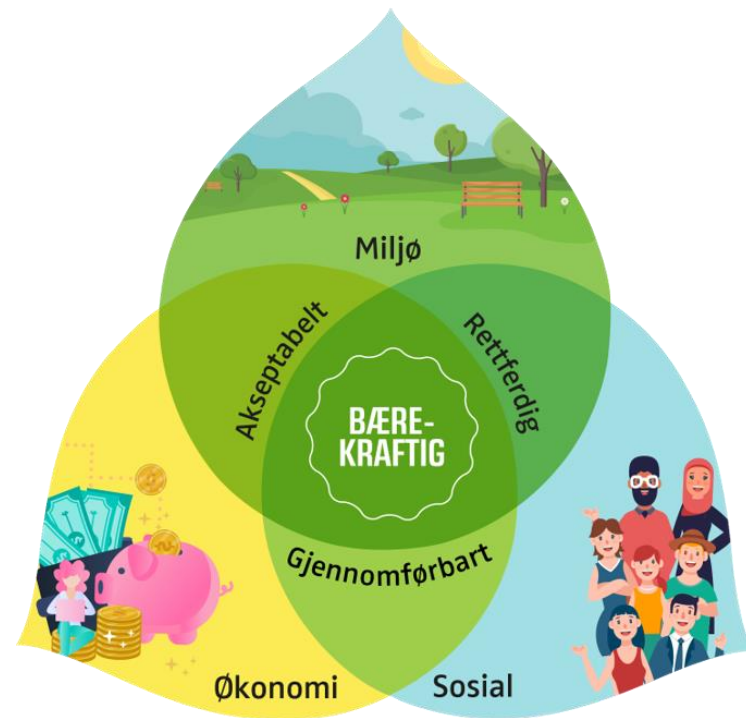 Miljø
Akseptabelt
Rettferdig
BÆRE-
KRAFTIG
Gjennomførbart
Økonomi
Sosial